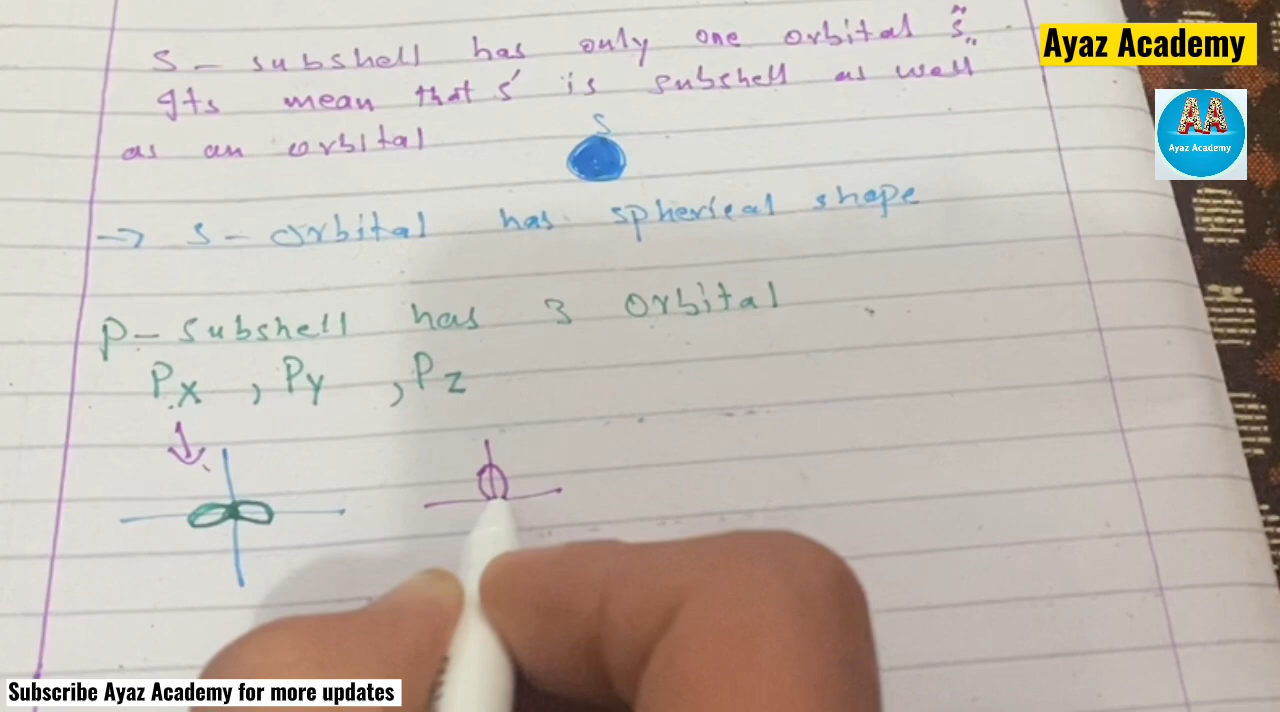 S - subshell has only one orbital "s"
Its mean that s' is subshell as well
as an orbital
S
→ s - orbital has spherical shape
P - subshell has 3 orbital
Px , Py , Pz
Ayaz Academy
AA
Ayaz Academy
Subscribe Ayaz Academy for more updates